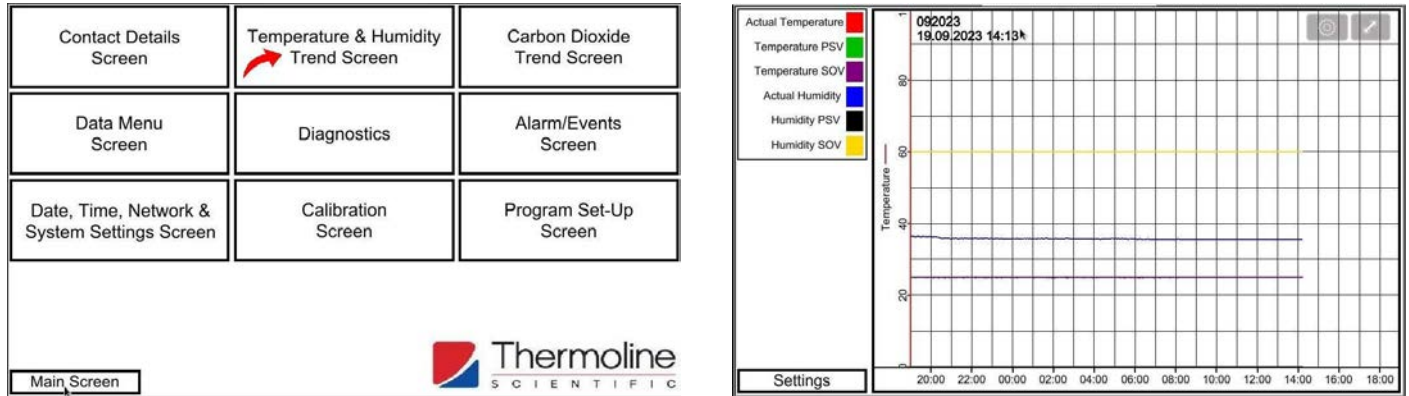 Contact Details
Screen
Temperature & Humidity
Trend Screen
Carbon Dioxide
Trend Screen
Data Menu
Screen
Diagnostics
Alarm/Events
Screen
Date, Time, Network &
System Settings Screen
Calibration
Screen
Program Set-Up
Screen
Main Screen
Thermoline
SCIENTIFIC
Actual Temperature
Temperature PSV
Temperature SOV
Actual Humidity
Humidity PSV
Humidity SOV
Settings
092023
19.09.2023 14:13
1
80
60
40
20
0
Temperature
20:00 22:00 00:00 02:00 04:00 06:00 08:00 10:00 12:00 14:00 16:00 18:00